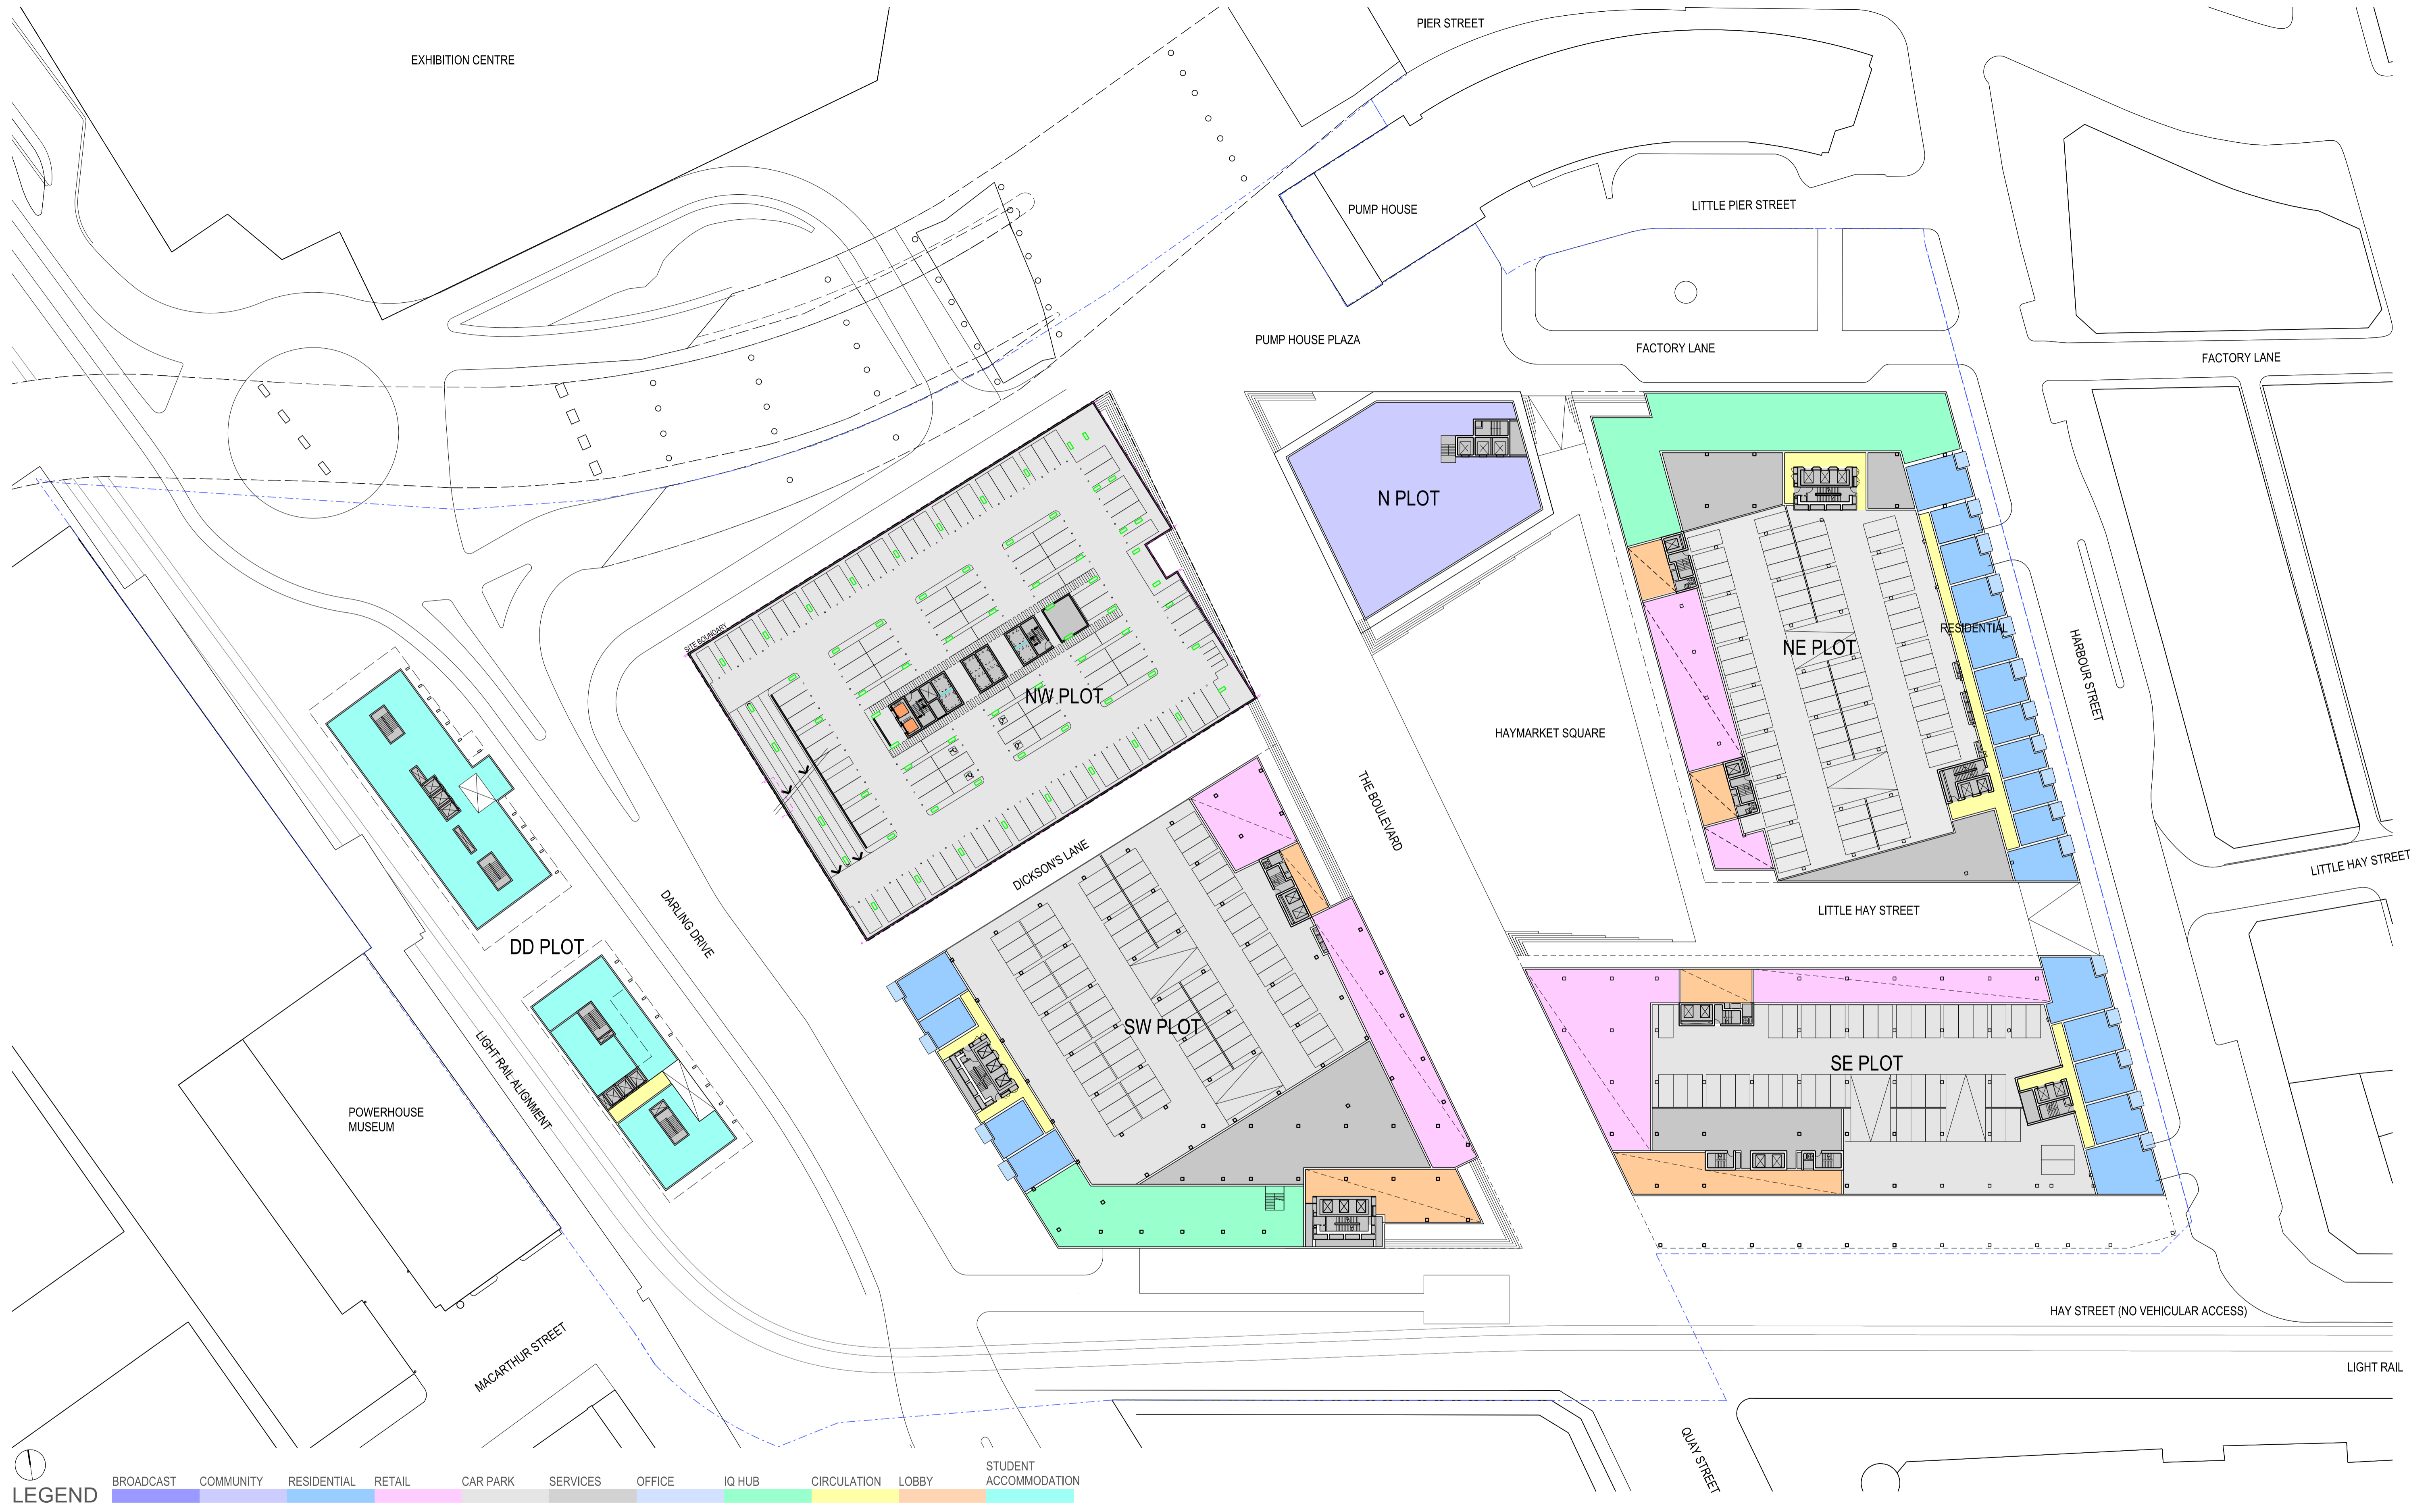 PIER STREET
EXHIBITION CENTRE
LITTLE PIER STREET
PUMP HOUSE
PUMP HOUSE PLAZA
FACTORY LANE
FACTORY LANE
N PLOT
SITE BOUNDARY
RESIDENTIAL
NE PLOT
HARBOUR STREET
NW PLOT
HAYMARKET SQUARE
THE BOULEVARD
DICKSON'S LANE
LITTLE HAY STREET
LITTLE HAY STREET
DARLING DRIVE
DD PLOT
SW PLOT
SE PLOT
LIGHT RAIL ALIGNMENT
POWERHOUSE
MUSEUM
HAY STREET (NO VEHICULAR ACCESS)
MACARTHUR STREET
LIGHT RAIL
QUAY STREET
LEGEND
BROADCAST
COMMUNITY
RESIDENTIAL
RETAIL
CAR PARK
SERVICES
OFFICE
IQ HUB
CIRCULATION
LOBBY
STUDENT
ACCOMMODATION